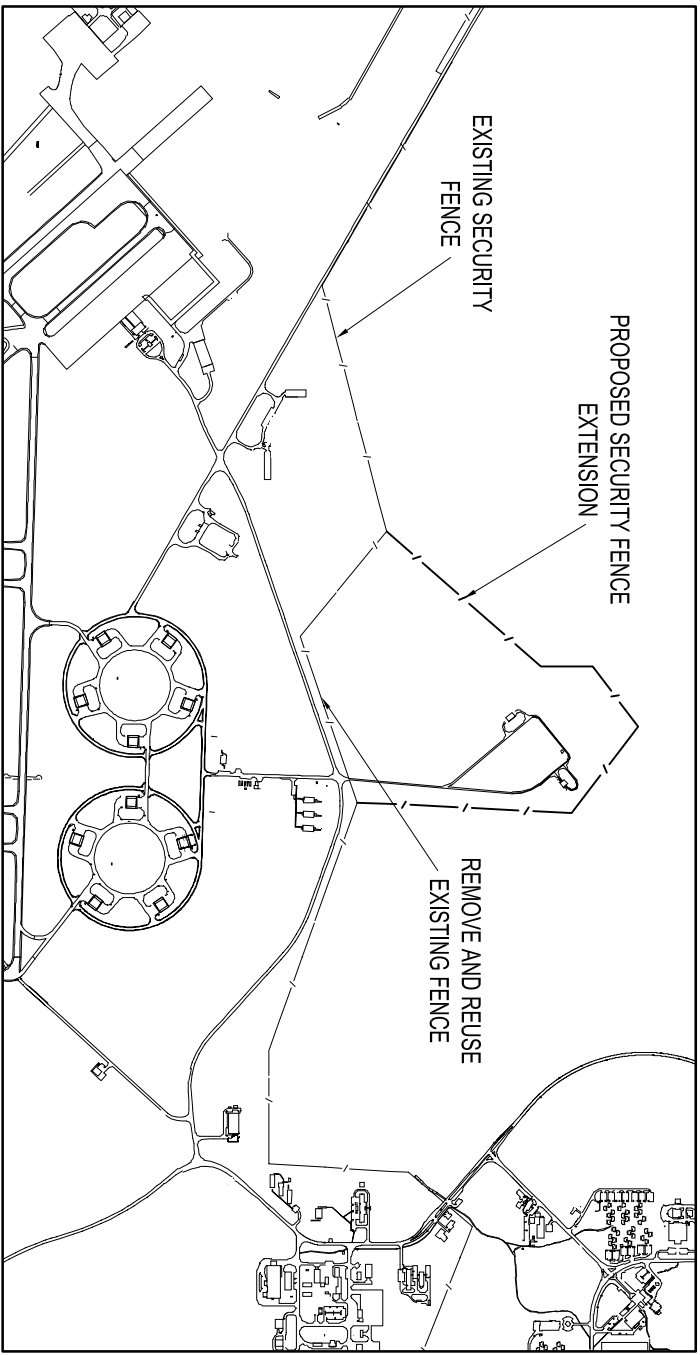 PROPOSED SECURITY FENCE
EXTENSION
EXISTING SECURITY
FENCE
REMOVE AND REUSE
EXISTING FENCE